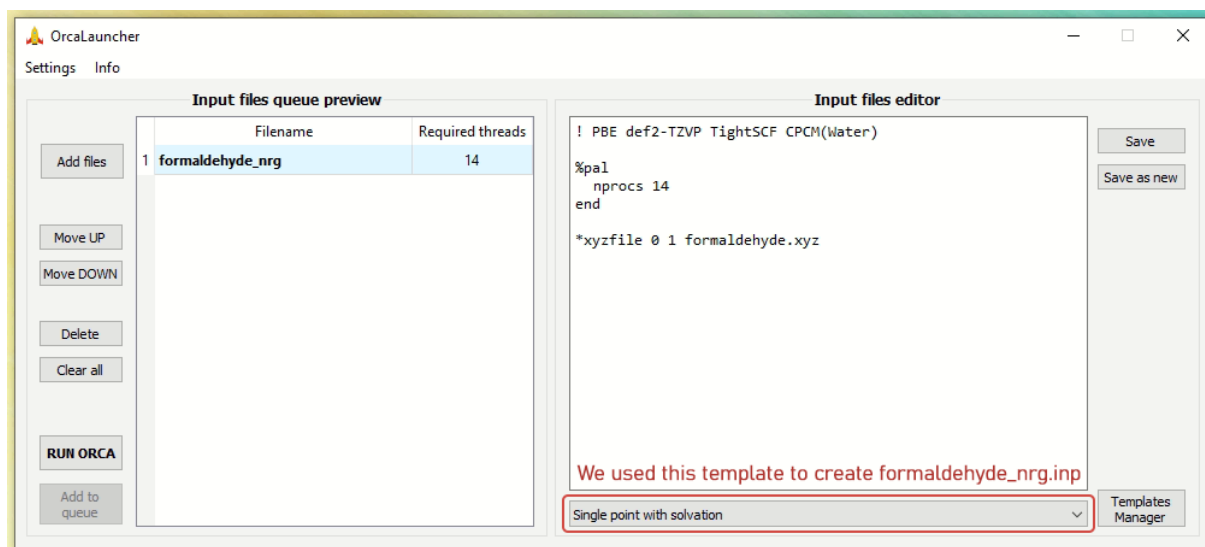 OrcaLauncher
Settings Info
Input files queue preview
Filename Required threads
1 formaldehyde_nrg 14
Add files
Move UP
Move DOWN
Delete
Clear all
RUN ORCA
Add to
queue
Input files editor
! PBE def2-TZVP TightSCF CPCM(Water)
%pal
nprocs 14
end
*xyzfile 0 1 formaldehyde.xyz
We used this template to create formaldehyde_nrg.inp
Single point with solvation
Save
Save as new
Templates
Manager